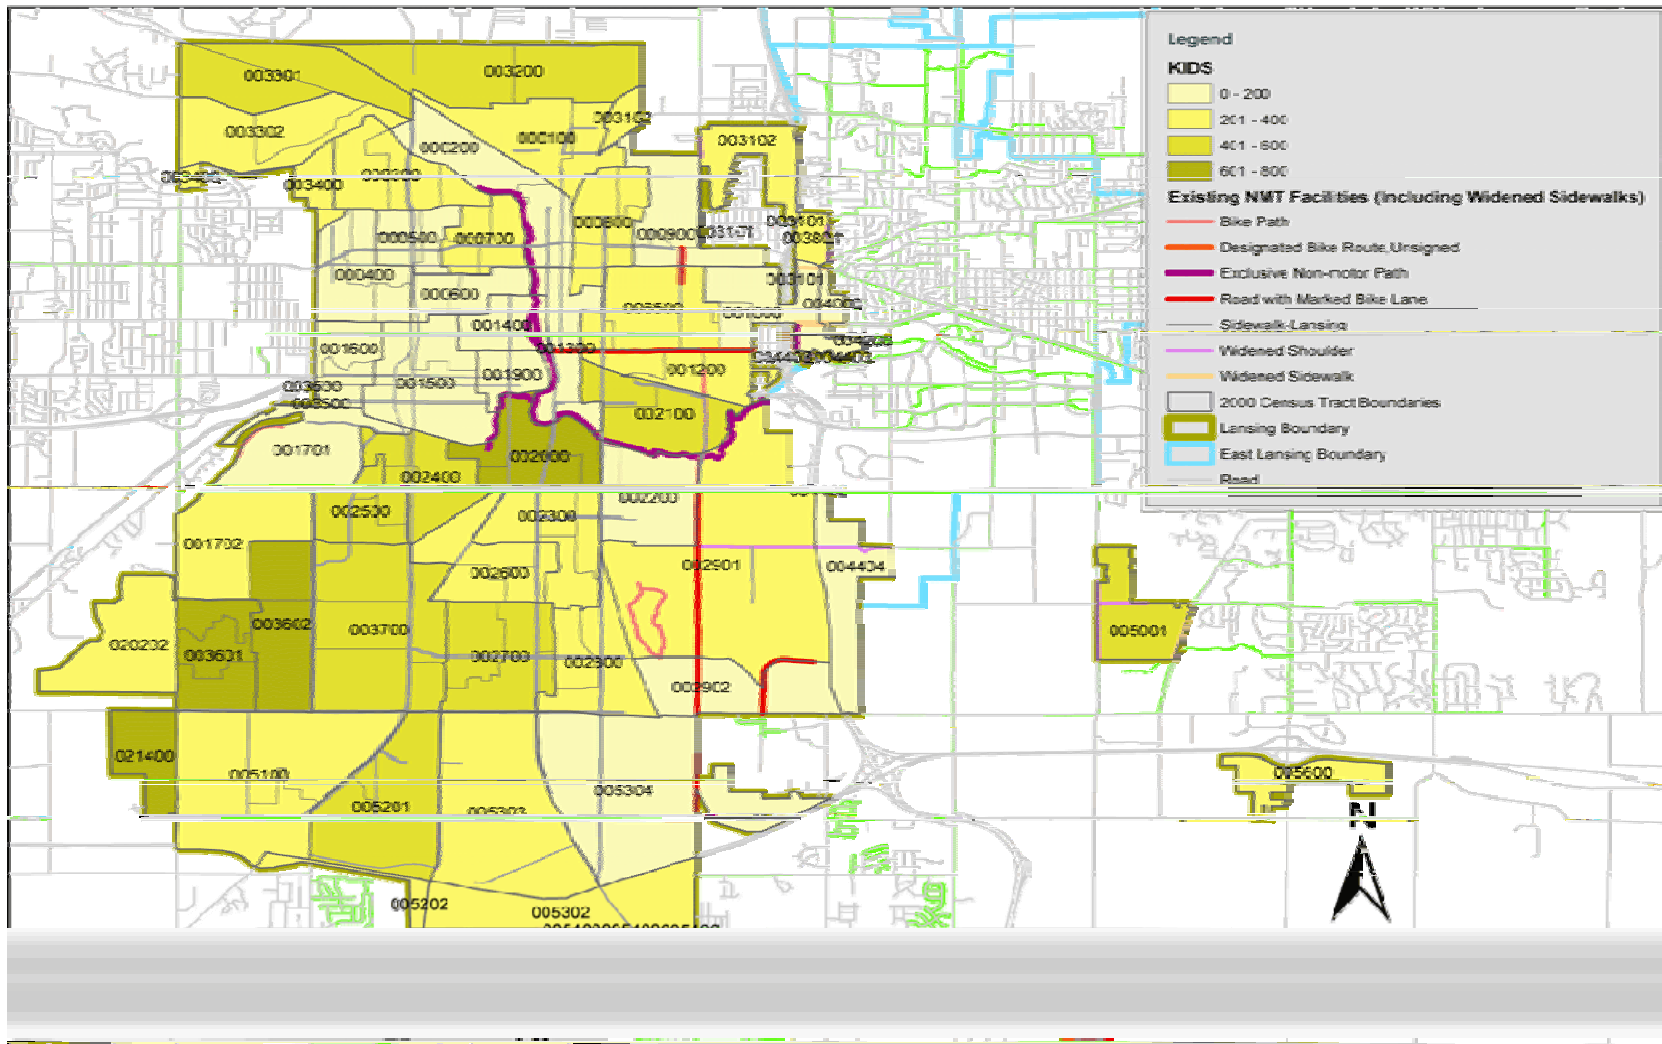 Legend
KIDS
0 - 200
201 - 400
401 - 600
601 - 800
Existing NMT Facilities (Including Widened Sidewalks)
Bike Path
Designated Bike Route, Unsigned
Exclusive Non-motor Path
Road with Marked Bike Lane
Sidewalk-Lansing
Widened Shoulder
Widened Sidewalk
2000 Census Tract Boundaries
Lansing Boundary
East Lansing Boundary
Road
003301
003200
003302
003102
000100
003102
000200
003400
000300
000500
000700
000800
000900
003101
000400
003101
000600
001400
001600
001300
001500
001900
001200
002100
001701
002000
002400
002200
002500
002300
001702
002600
002901
004404
003602
003700
005001
020202
003601
002700
002800
002902
021400
005100
005304
005600
005201
005303
N
005202
005302